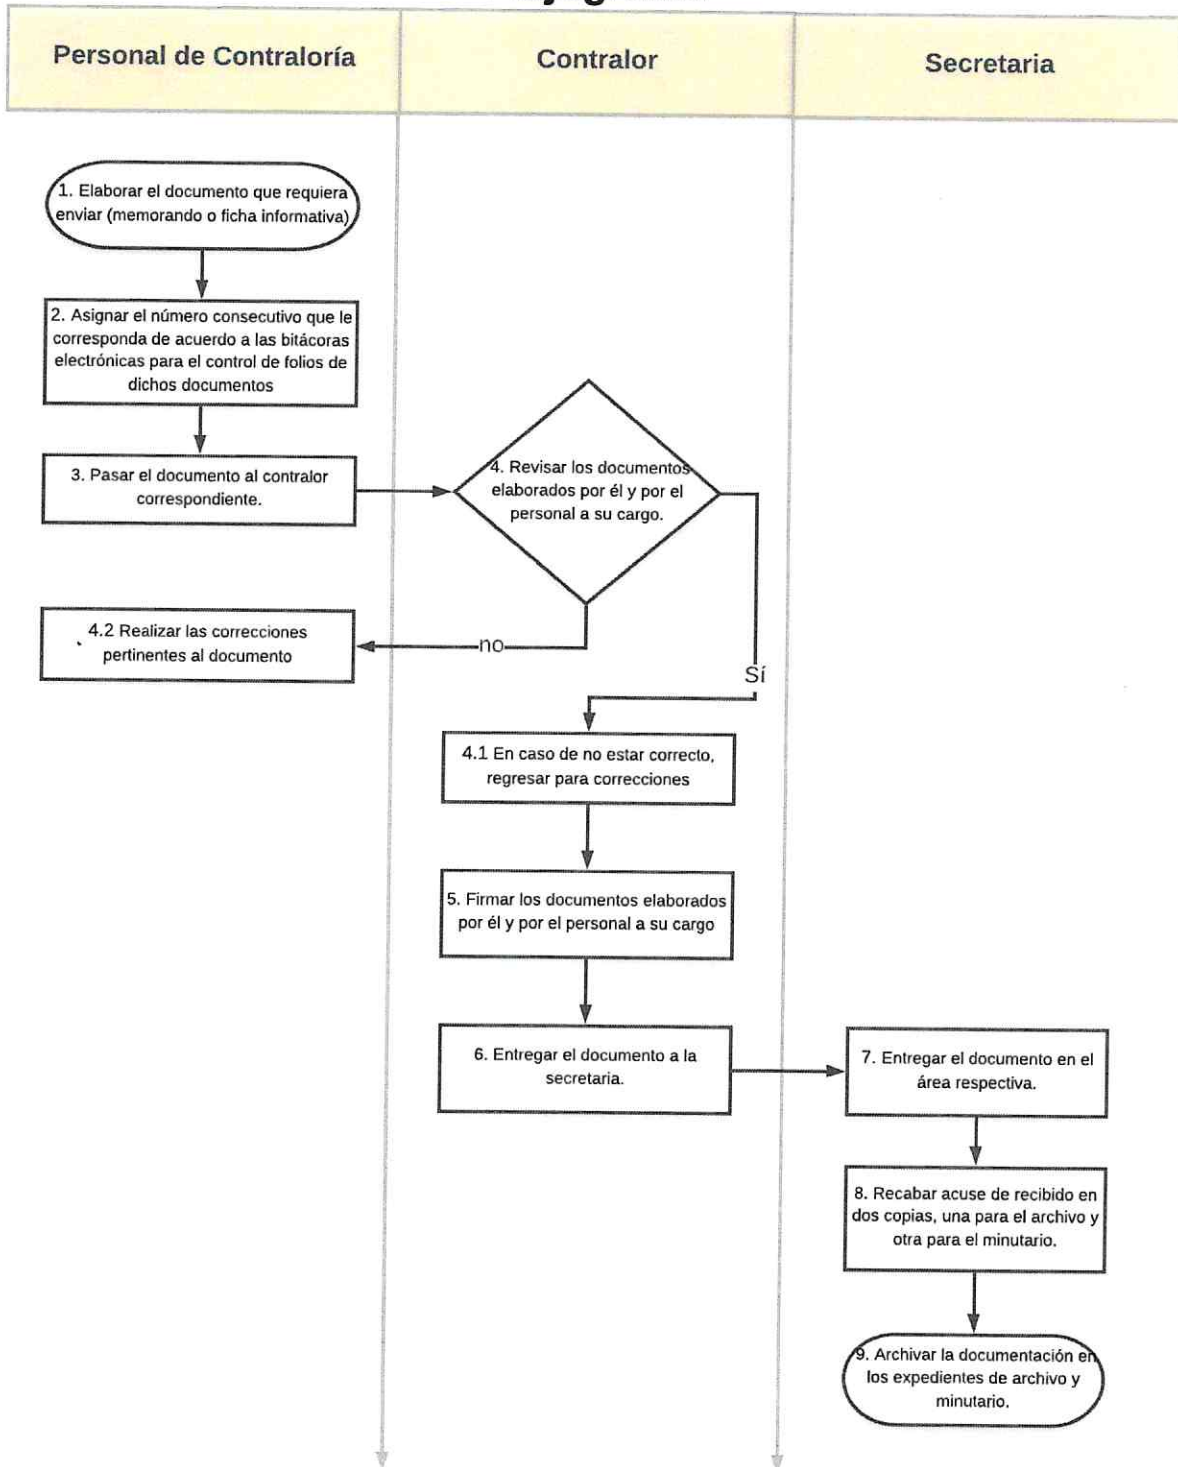 Personal de Contraloría
Contralor
Secretaria
1. Elaborar el documento que requiera
enviar (memorando o ficha informativa)
2. Asignar el número consecutivo que le
corresponda de acuerdo a las bitácoras
electrónicas para el control de folios de
dichos documentos
3. Pasar el documento al contralor
correspondiente.
4. Revisar los documentos
elaborados por él y por el
personal a su cargo.
4.2 Realizar las correcciones
pertinentes al documento
no
Sí
4.1 En caso de no estar correcto,
regresar para correcciones
5. Firmar los documentos elaborados
por él y por el personal a su cargo
6. Entregar el documento a la
secretaria.
7. Entregar el documento en el
área respectiva.
8. Recabar acuse de recibido en
dos copias, una para el archivo y
otra para el minutario.
9. Archivar la documentación en
los expedientes de archivo y
minutario.